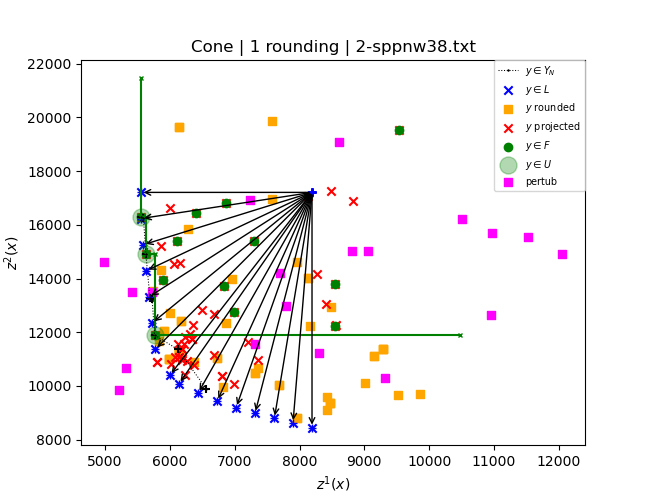 Cone | 1 rounding | 2-sppnw38.txt
22000
20000
18000
16000
14000
12000
10000
8000
z²(x)
5000 6000 7000 8000 9000 10000 11000 12000
z¹(x)
y ∈ Y_N
y ∈ L
y rounded
y projected
y ∈ F
y ∈ U
pertub